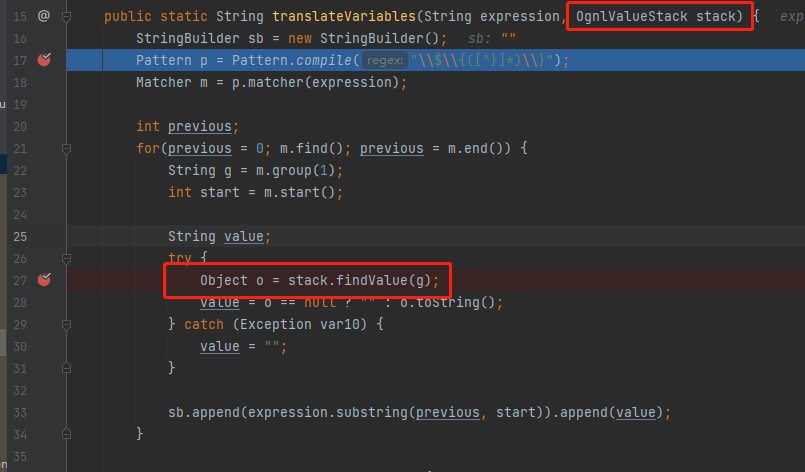 15 @ public static String translateVariables(String expression, OgnlValueStack stack) { exp
16 StringBuilder sb = new StringBuilder(); sb: ""
17 Pattern p = Pattern.compile( regex: "\\$\\{([^}]*)\\}");
18 Matcher m = p.matcher(expression);
19
20 int previous;
21 for(previous = 0; m.find(); previous = m.end()) {
22 String g = m.group(1);
23 int start = m.start();
24
25 String value;
26 try {
27 Object o = stack.findValue(g);
28 value = o == null ? "" : o.toString();
29 } catch (Exception var10) {
30 value = "";
31 }
32
33 sb.append(expression.substring(previous, start)).append(value);
34 }
35